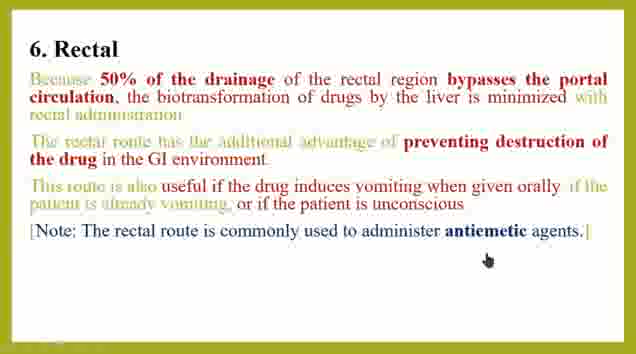 6. Rectal
Because 50% of the drainage of the rectal region bypasses the portal
circulation, the biotransformation of drugs by the liver is minimized with
rectal administration
The rectal route has the additional advantage of preventing destruction of
the drug in the GI environment.
This route is also useful if the drug induces vomiting when given orally if the
patient is already vomiting, or if the patient is unconscious
[Note: The rectal route is commonly used to administer antiemetic agents.]